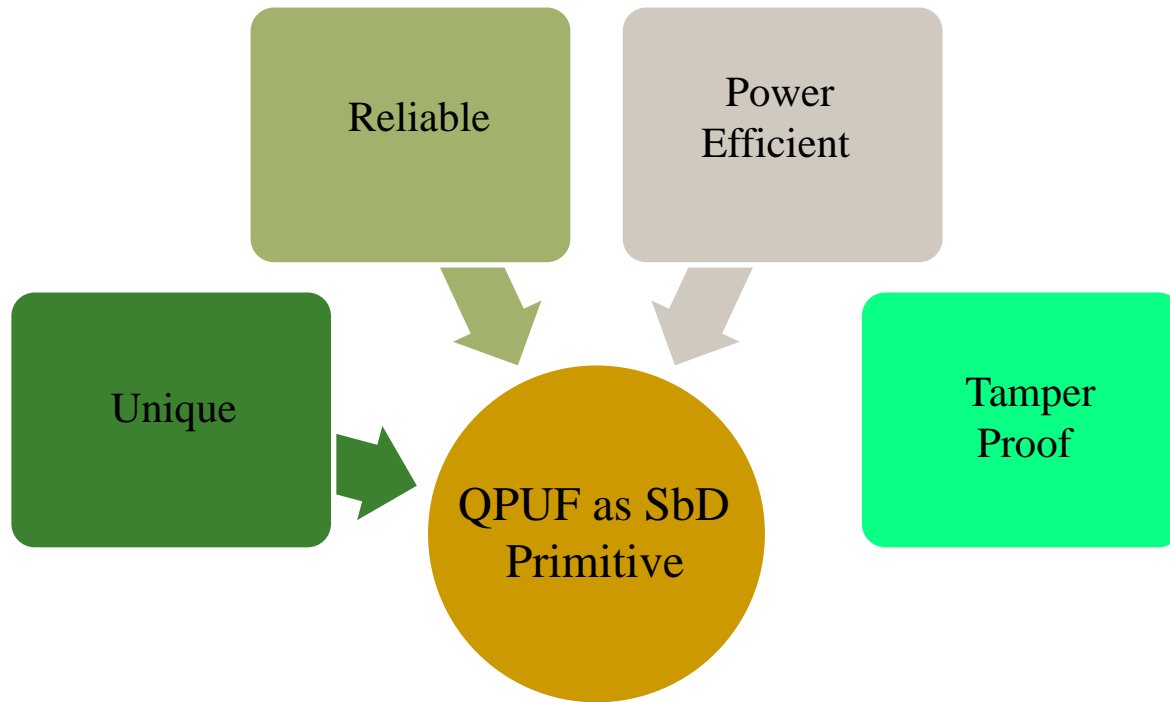 Reliable
Power
Efficient
Unique
Tamper
Proof
QPUF as SbD
Primitive